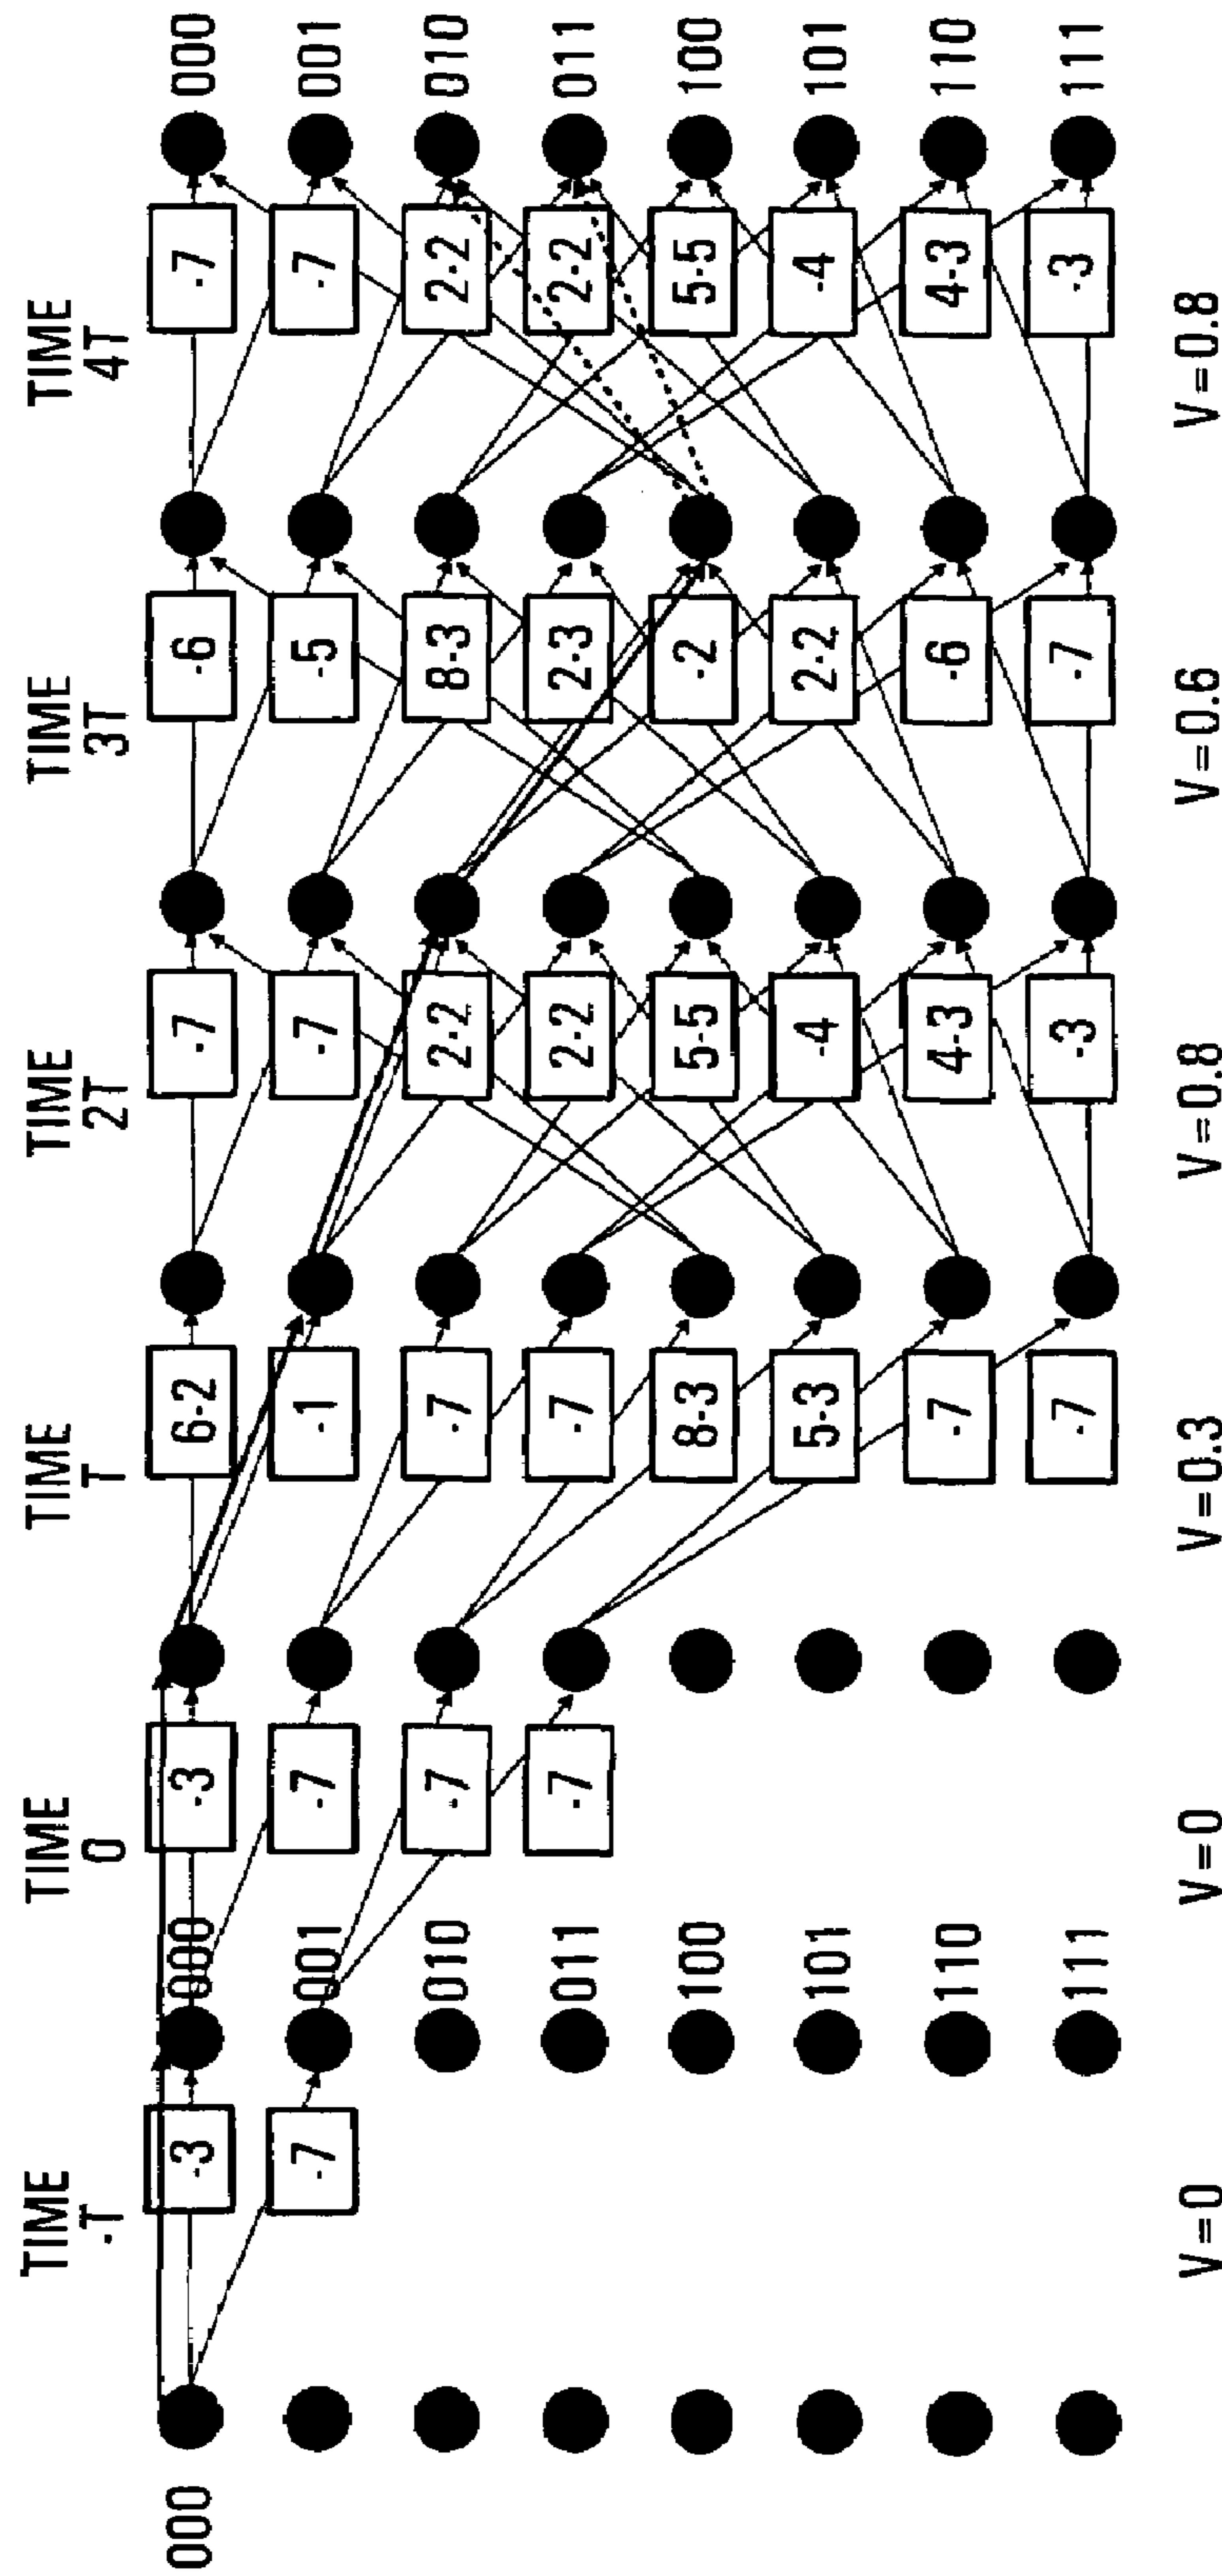 TIME TIME TIME TIME TIME TIME
-T 0 T 2T 3T 4T
000 -3 000 -3 6-2 -7 -6 -7 000
-7 001 -7 -1 -7 -5 -7 001
010 -7 -7 2-2 8-3 2-2 010
011 -7 -7 2-2 2-3 2-2 011
100 8-3 5-5 -2 5-5 100
101 5-3 -4 2-2 -4 101
110 -7 4-3 -6 4-3 110
111 -7 -3 -7 -3 111
V=0 V=0 V=0.3 V=0.8 V=0.6 V=0.8